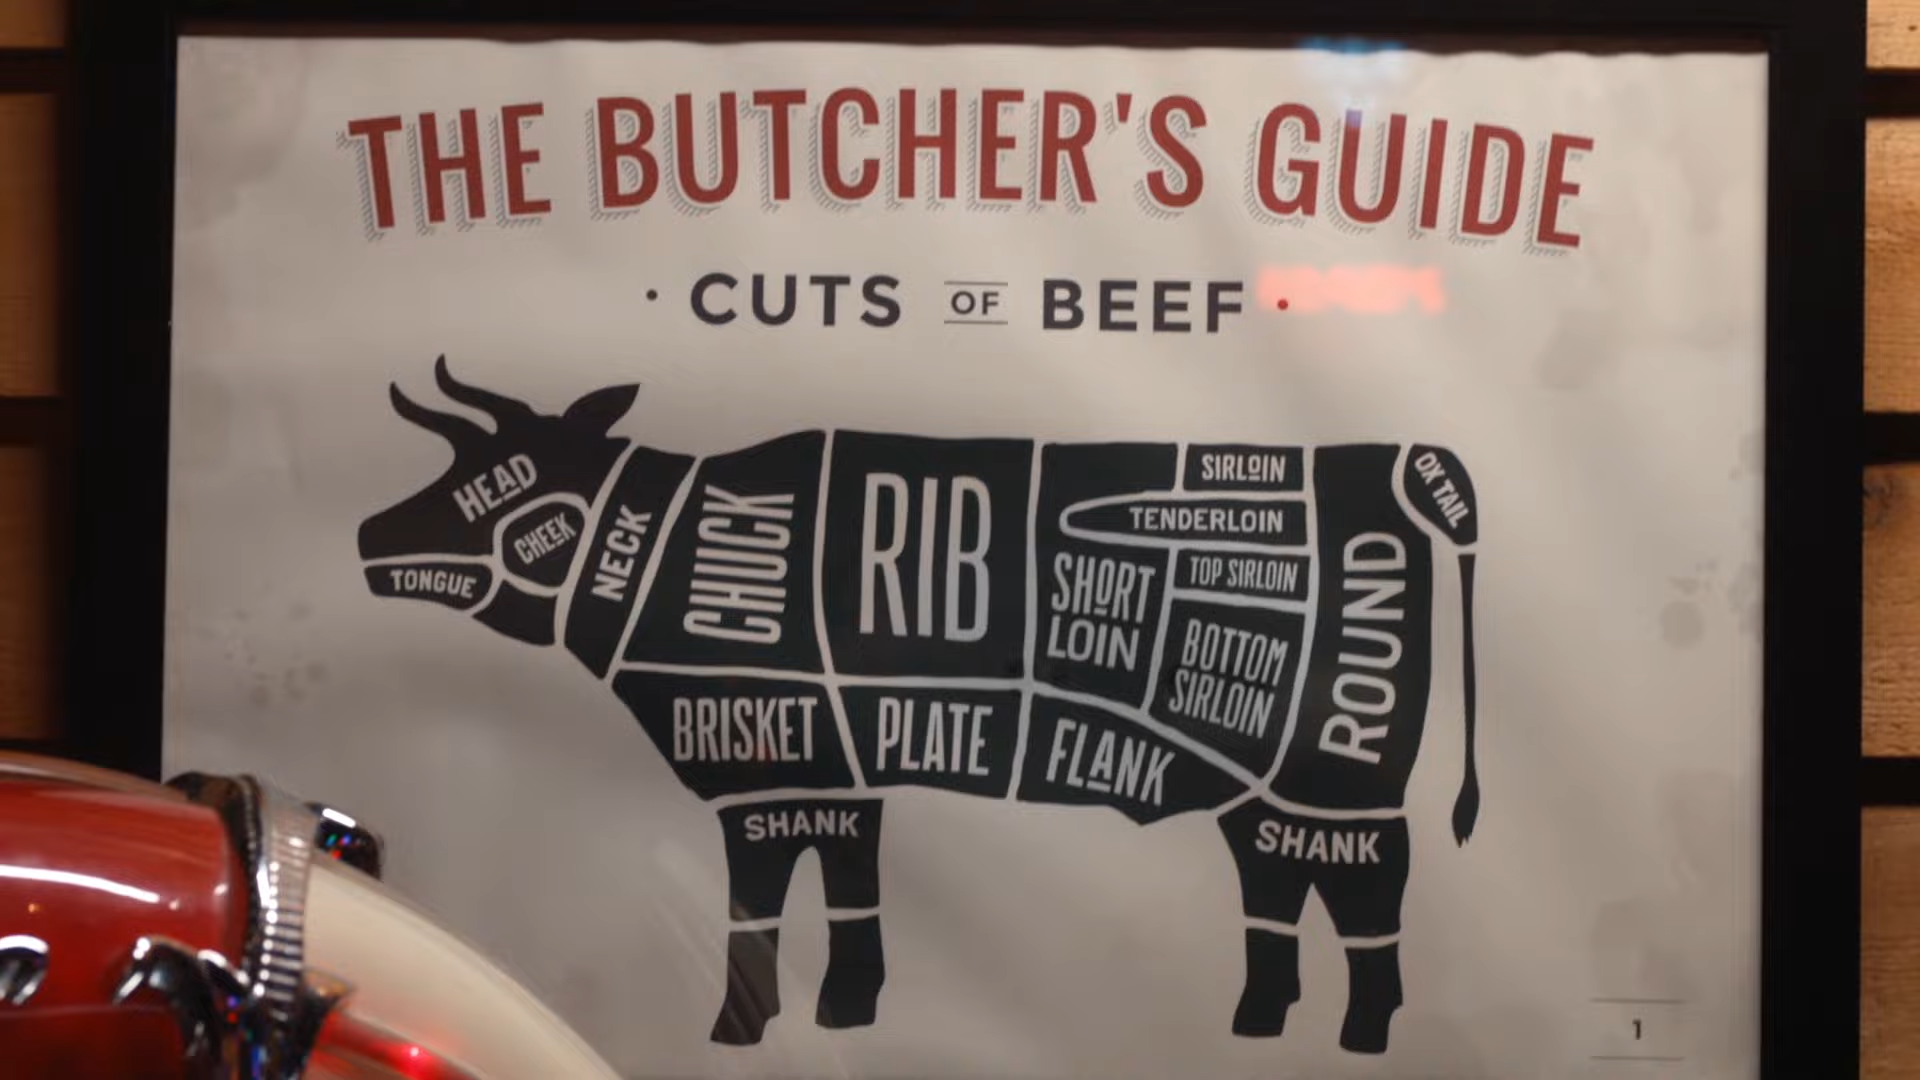 THE BUTCHER'S GUIDE
• CUTS OF BEEF •
HEAD
CHEEK
TONGUE
NECK
CHUCK
RIB
SHORT
LOIN
SIRLOIN
TENDERLOIN
TOP SIRLOIN
BOTTOM
SIRLOIN
ROUND
OX TAIL
BRISKET
PLATE
FLANK
SHANK
SHANK
1